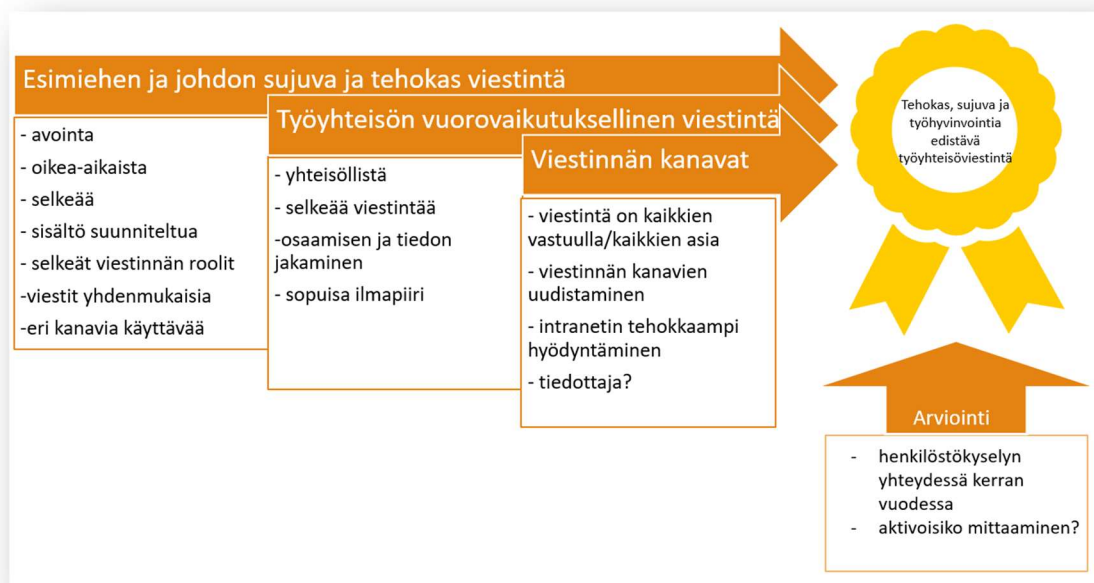 Esimiehen ja johdon sujuva ja tehokas viestintä
- avointa
- oikea-aikaista
- selkeää
- sisältö suunniteltua
- selkeät viestinnän roolit
-viestit yhdenmukaisia
-eri kanavia käyttävää
Työyhteisön vuorovaikutuksellinen viestintä
- yhteisöllistä
- selkeää viestintää
-osaamisen ja tiedon
jakaminen
- sopuisa ilmapiiri
Viestinnän kanavat
- viestintä on kaikkien
vastuulla/kaikkien asia
- viestinnän kanavien
uudistaminen
- intranetin tehokkaampi
hyödyntäminen
- tiedottaja?
Tehokas, sujuva ja
työhyvinvointia
edistävä
työyhteisöviestintä
Arviointi
- henkilöstökyselyn
yhteydessä kerran
vuodessa
- aktivoisiko mittaaminen?